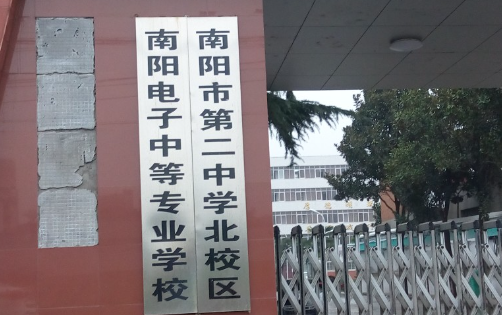 南阳市第二中学北校区
南阳电子中等专业学校